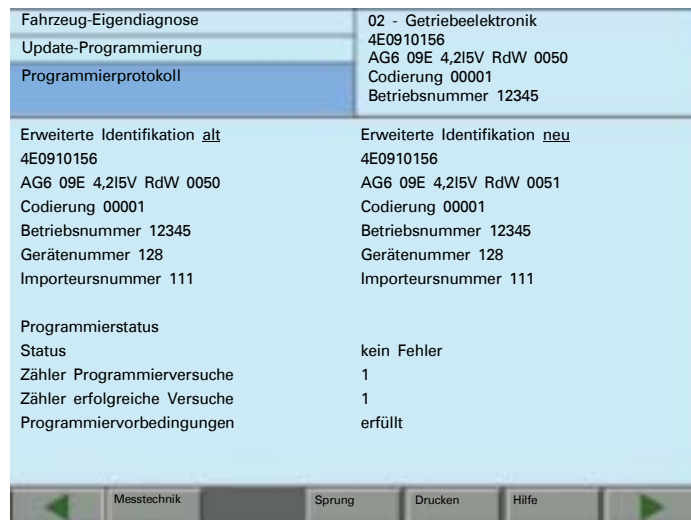 Fahrzeug-Eigendiagnose
Update-Programmierung
Programmierprotokoll
02 - Getriebeelektronik
4E0910156
AG6 09E 4,2l5V RdW 0050
Codierung 00001
Betriebsnummer 12345
Erweiterte Identifikation alt
4E0910156
AG6 09E 4,2l5V RdW 0050
Codierung 00001
Betriebsnummer 12345
Gerätenummer 128
Importeursnummer 111
Erweiterte Identifikation neu
4E0910156
AG6 09E 4,2l5V RdW 0051
Codierung 00001
Betriebsnummer 12345
Gerätenummer 128
Importeursnummer 111
Programmierstatus
Status kein Fehler
Zähler Programmierversuche 1
Zähler erfolgreiche Versuche 1
Programmiervorbedingungen erfüllt
Messtechnik Sprung Drucken Hilfe